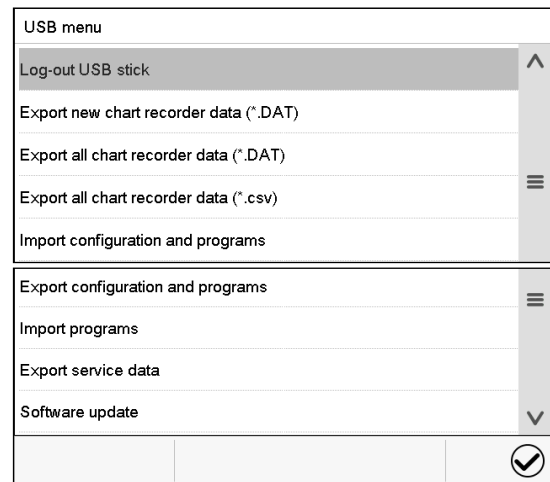 USB menu
Log-out USB stick
Export new chart recorder data (*.DAT)
Export all chart recorder data (*.DAT)
Export all chart recorder data (*.csv)
Import configuration and programs
Export configuration and programs
Import programs
Export service data
Software update